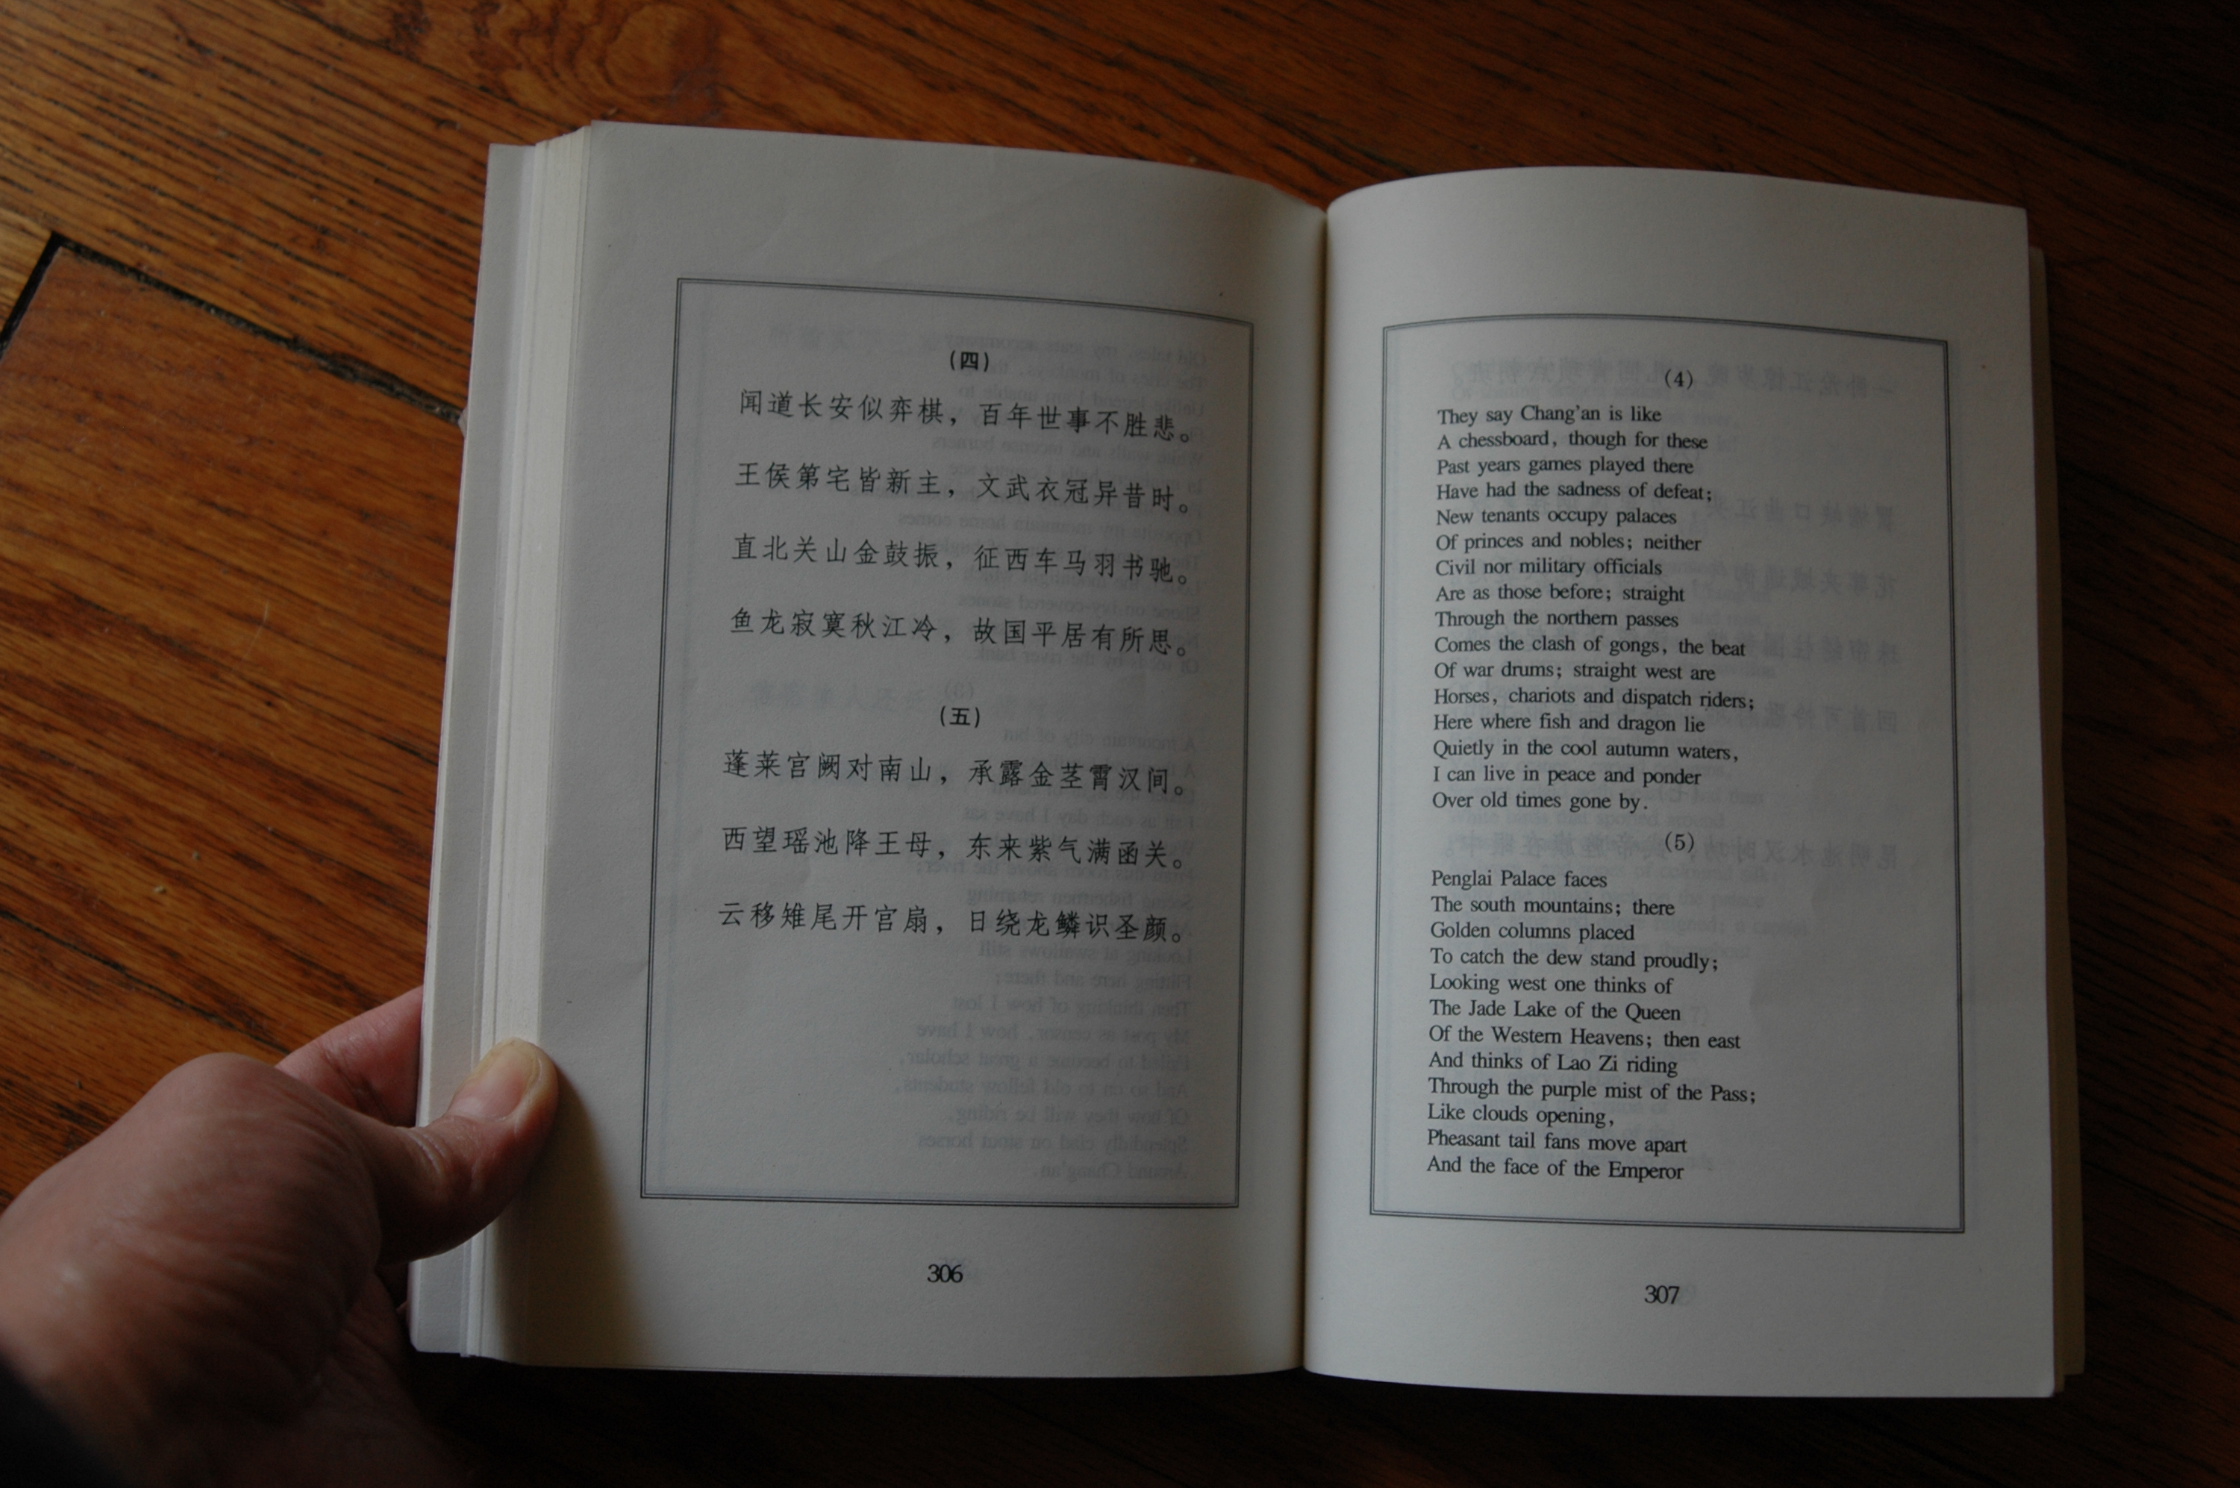 (四)
闻道长安似弈棋，百年世事不胜悲。
王侯第宅皆新主，文武衣冠异昔时。
直北关山金鼓振，征西车马羽书驰。
鱼龙寂寞秋江冷，故国平居有所思。
(五)
蓬莱宫阙对南山，承露金茎霄汉间。
西望瑶池降王母，东来紫气满函关。
云移雉尾开宫扇，日绕龙鳞识圣颜。
306
(4)
They say Chang'an is like
A chessboard, though for these
Past years games played there
Have had the sadness of defeat;
New tenants occupy palaces
Of princes and nobles; neither
Civil nor military officials
Are as those before; straight
Through the northern passes
Comes the clash of gongs, the beat
Of war drums; straight west are
Horses, chariots and dispatch riders;
Here where fish and dragon lie
Quietly in the cool autumn waters,
I can live in peace and ponder
Over old times gone by.
(5)
Penglai Palace faces
The south mountains; there
Golden columns placed
To catch the dew stand proudly;
Looking west one thinks of
The Jade Lake of the Queen
Of the Western Heavens; then east
And thinks of Lao Zi riding
Through the purple mist of the Pass;
Like clouds opening,
Pheasant tail fans move apart
And the face of the Emperor
307